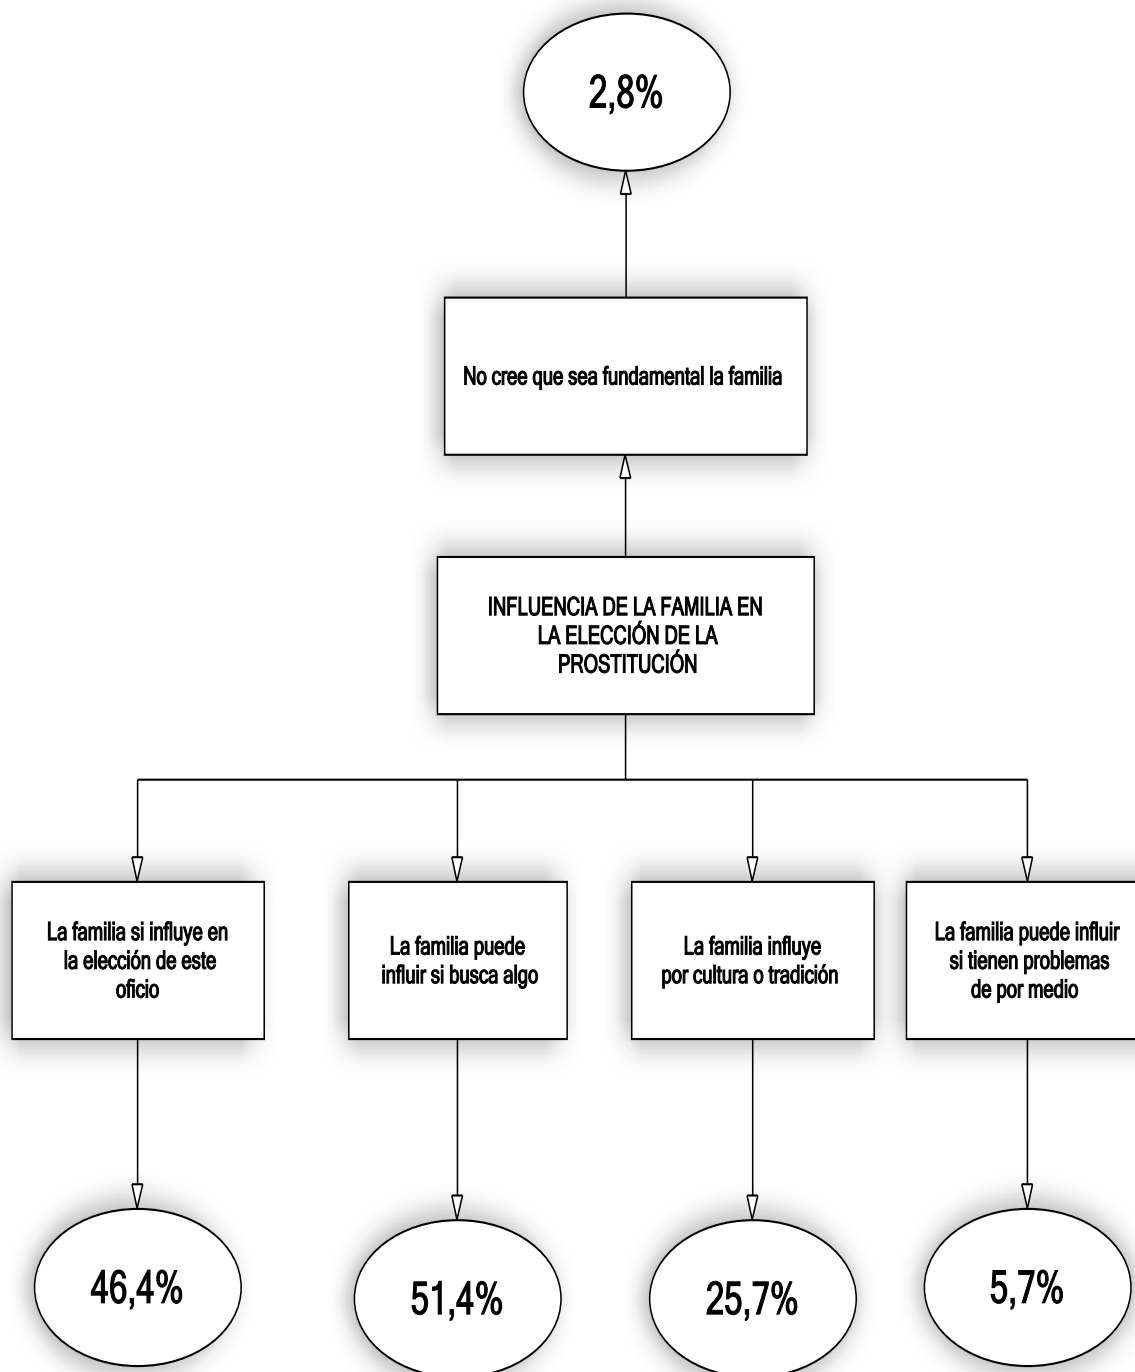 2,8%
No cree que sea fundamental la familia
INFLUENCIA DE LA FAMILIA EN
LA ELECCIÓN DE LA
PROSTITUCIÓN
La familia si influye en
la elección de este
oficio
La familia puede
influir si busca algo
La familia influye
por cultura o tradición
La familia puede influir
si tienen problemas
de por medio
46,4%
51,4%
25,7%
5,7%